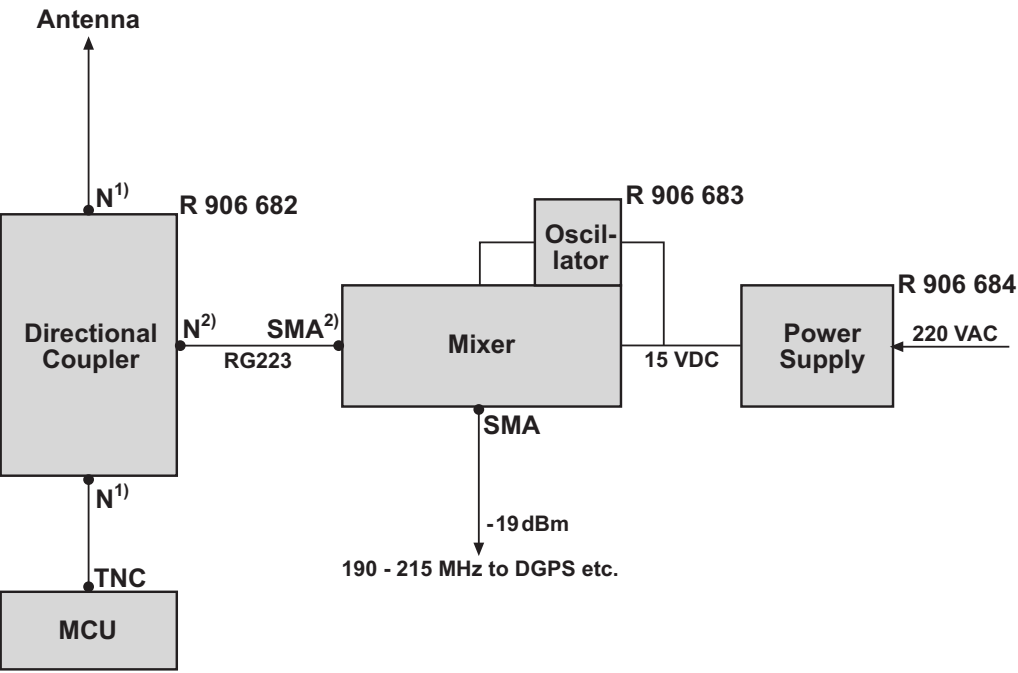 Antenna
N1)
R 906 682
R 906 683
Oscil-
lator
R 906 684
Directional
Coupler
N2)
SMA2)
RG223
Mixer
15 VDC
Power
Supply
220 VAC
SMA
N1)
-19 dBm
190 - 215 MHz to DGPS etc.
TNC
MCU